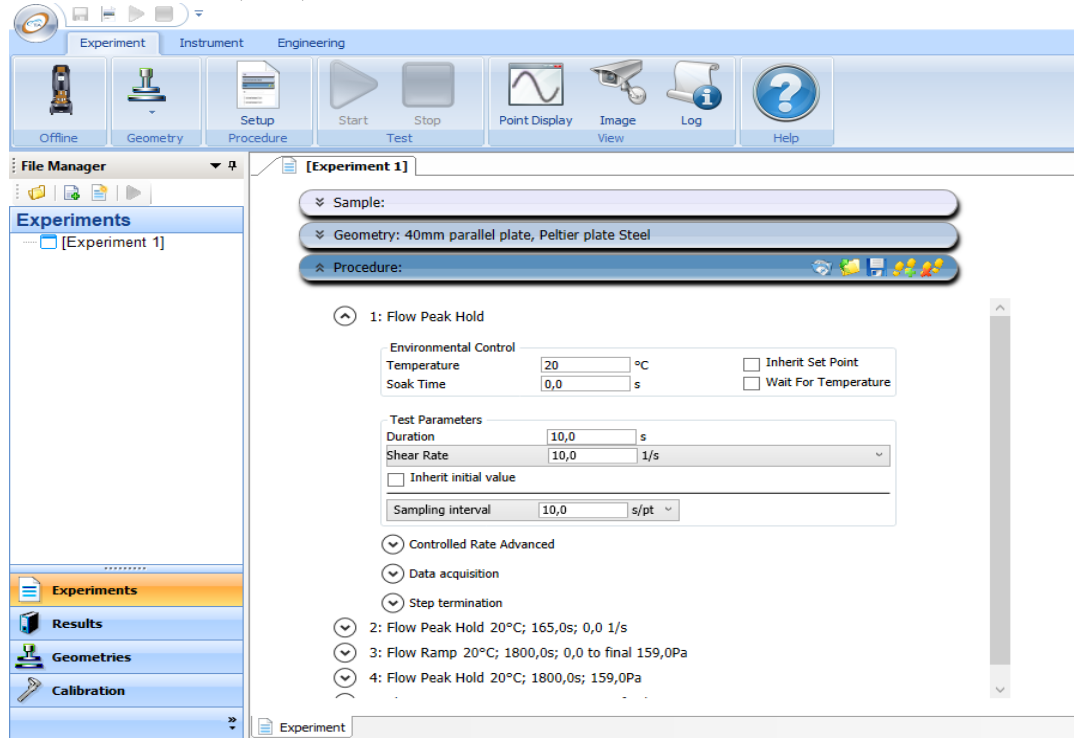 Experiment Instrument Engineering
Setup Start Stop Point Display Image Log
Offline Geometry Procedure Test View Help
File Manager
Experiments
[Experiment 1]
[Experiment 1]
Sample:
Geometry: 40mm parallel plate, Peltier plate Steel
Procedure:
1: Flow Peak Hold
Environmental Control
Temperature 20 °C Inherit Set Point
Soak Time 0,0 s Wait For Temperature
Test Parameters
Duration 10,0 s
Shear Rate 10,0 1/s
Inherit initial value
Sampling interval 10,0 s/pt
Controlled Rate Advanced
Data acquisition
Step termination
2: Flow Peak Hold 20°C; 165,0s; 0,0 1/s
3: Flow Ramp 20°C; 1800,0s; 0,0 to final 159,0Pa
4: Flow Peak Hold 20°C; 1800,0s; 159,0Pa
Experiments
Results
Geometries
Calibration
Experiment